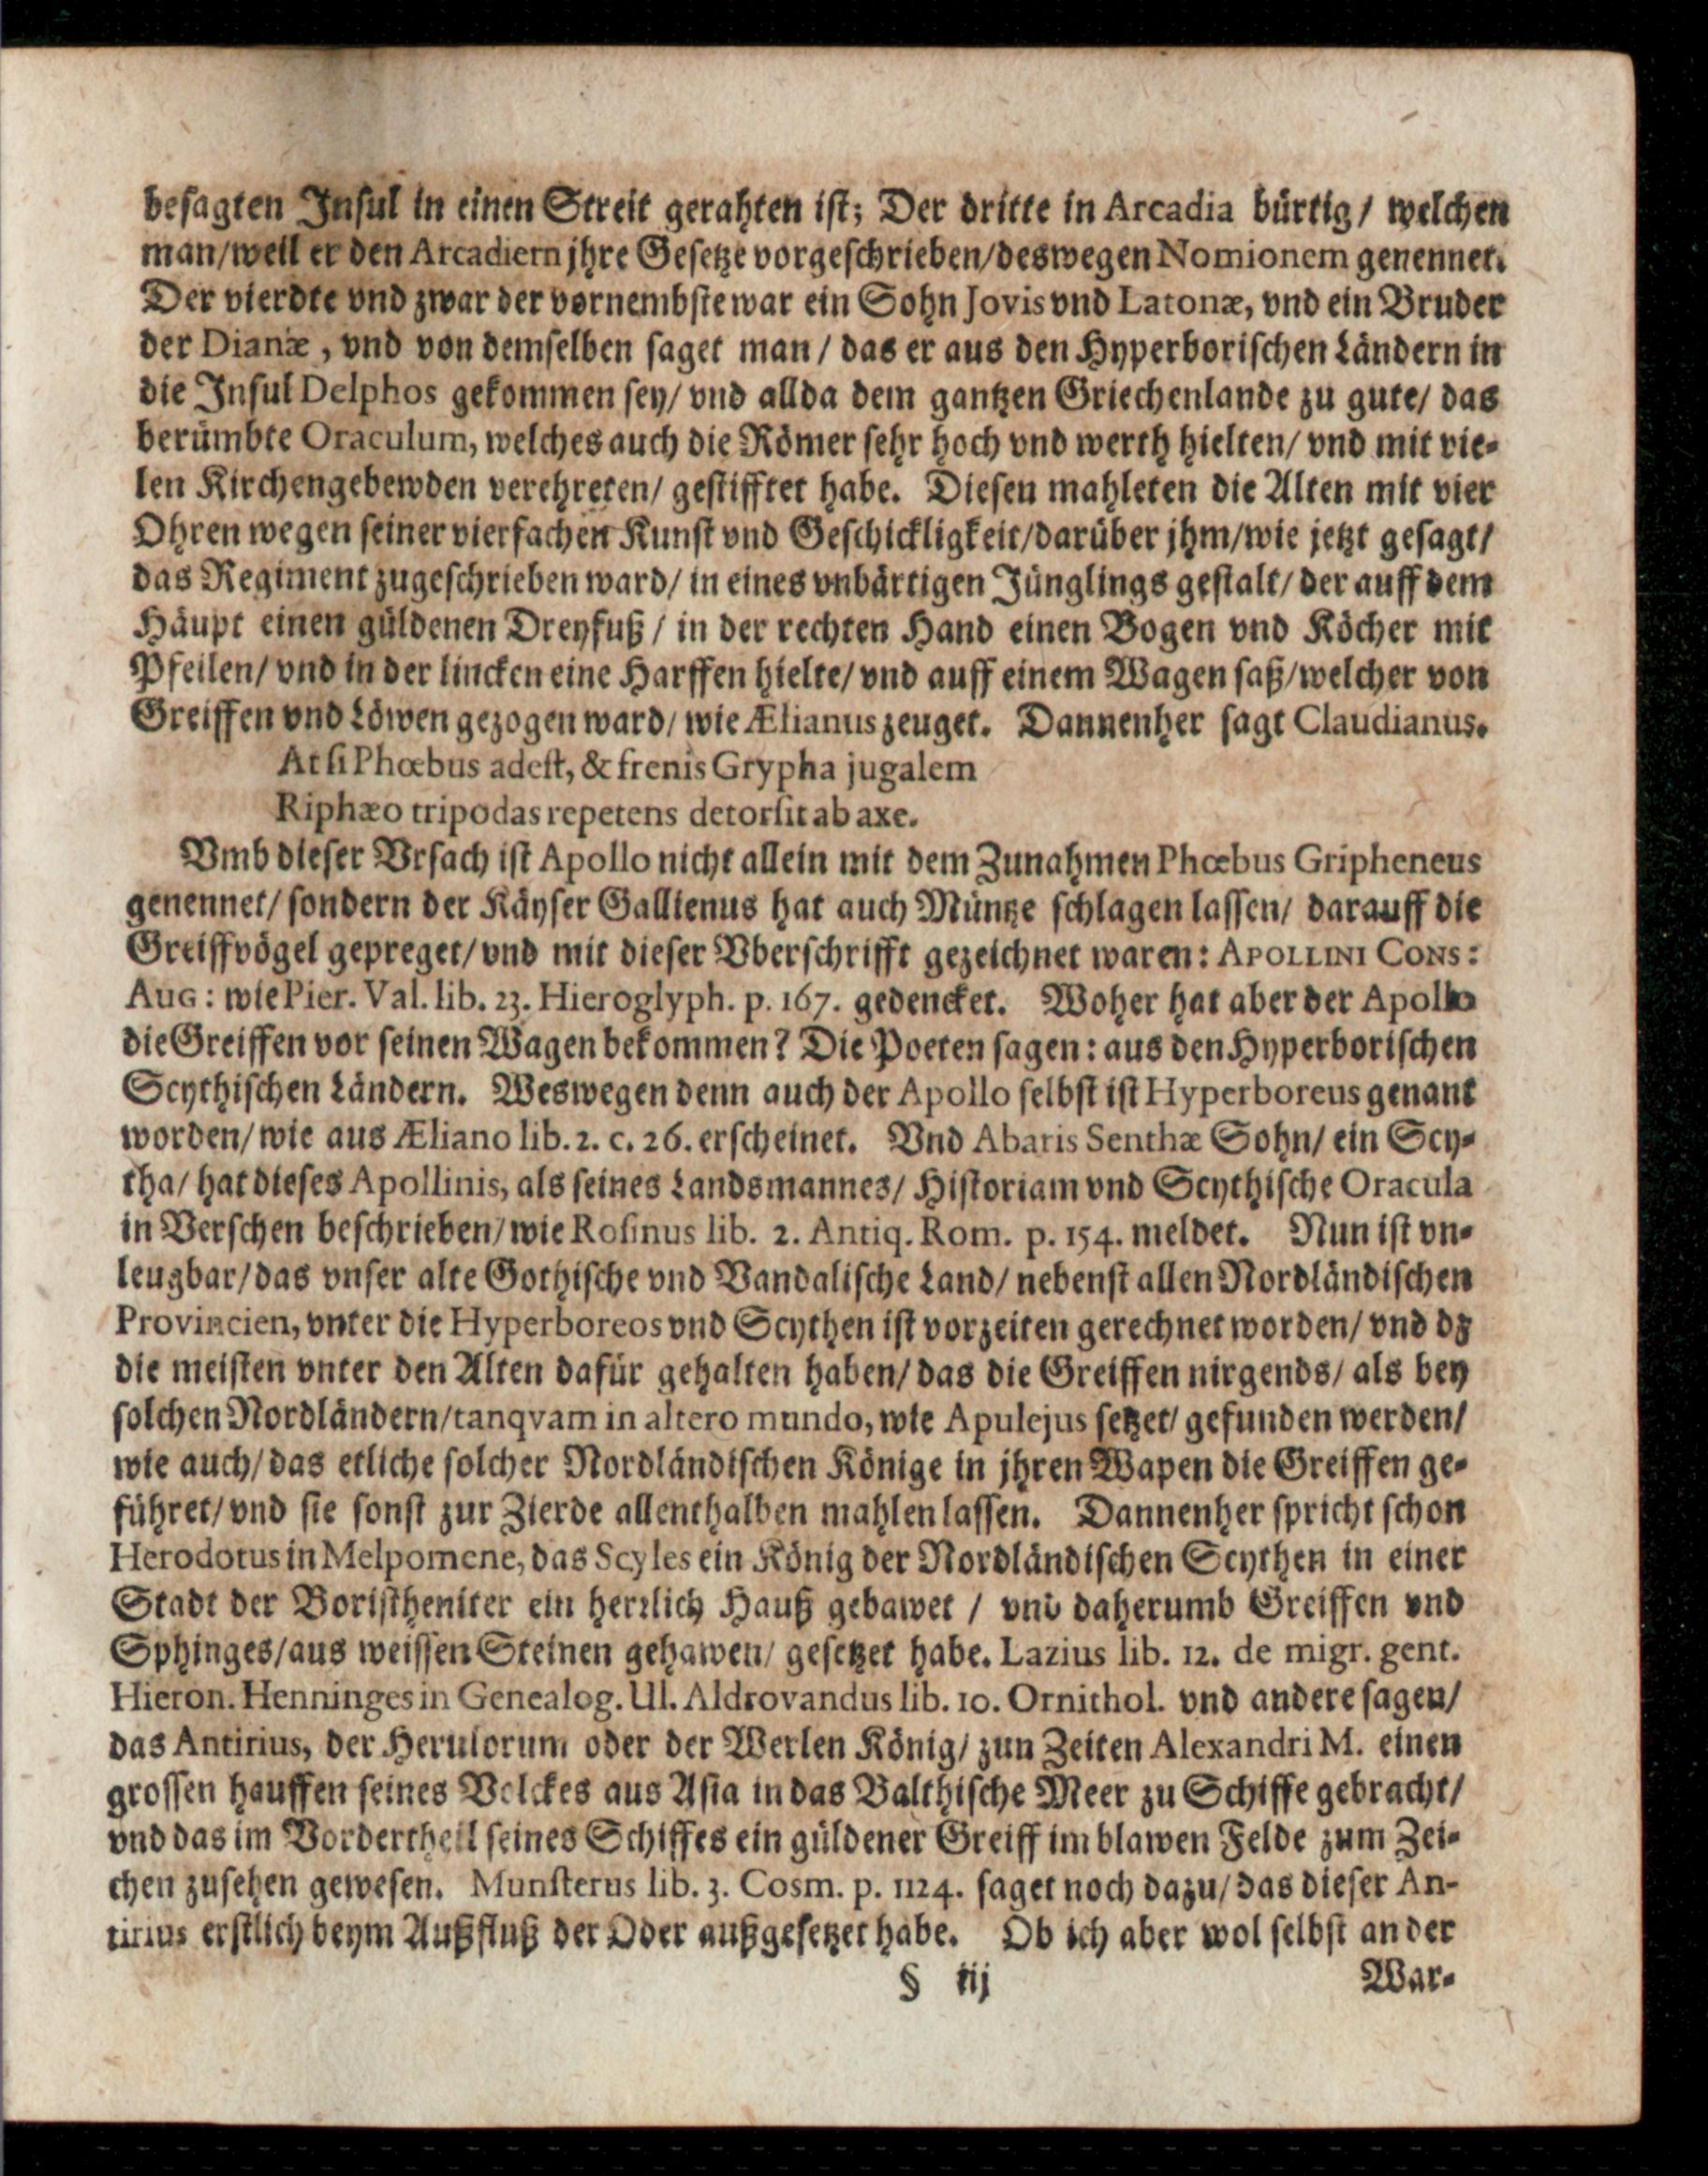 besagten Insul in einen Streit gerahten ist; Der dritte in Arcadia bürtig/ welchen
man/weil er den Arcadiern jhre Gesetze vorgeschrieben/deswegen Nomionem genennet.
Der vierdte vnd zwar der vornembste war ein Sohn Jovis vnd Latonæ, vnd ein Bruder
der Dianæ, vnd von demselben saget man / das er aus den Hyperborischen Ländern in
die Insul Delphos gekommen sey/ vnd allda dem gantzen Griechenlande zu gute/ das
berümbte Oraculum, welches auch die Römer sehr hoch vnd werth hielten/ vnd mit vie-
len Kirchengebewden verehreten/ gestifftet habe. Diesen mahleten die Alten mit vier
Ohren wegen seiner vierfachen Kunst vnd Geschickligkeit/darüber jhm/wie jetzt gesagt/
das Regiment zugeschrieben ward/ in eines vnbärtigen Jünglings gestalt/ der auff dem
Häupt einen güldenen Dreyfuß / in der rechten Hand einen Bogen vnd Köcher mit
Pfeilen/ vnd in der lincken eine Harffen hielte/ vnd auff einem Wagen saß/welcher von
Greiffen vnd Löwen gezogen ward/ wie Ælianus zeuget. Dannenher sagt Claudianus.
At si Phœbus adest, & frenis Grypha jugalem
Riphæo tripodas repetens detorsit ab axe.
Vmb dieser Vrsach ist Apollo nicht allein mit dem Zunahmen Phœbus Gripheneus
genennet/ sondern der Käyser Gallienus hat auch Müntze schlagen lassen/ darauff die
Greiffvögel gepreget/vnd mit dieser Vberschrifft gezeichnet waren: APOLLINI CONS:
AUG: wie Pier. Val. lib. 23. Hieroglyph. p. 167. gedencket. Woher hat aber der Apollo
die Greiffen vor seinen Wagen bekommen? Die Poeten sagen: aus den Hyperborischen
Scythischen Ländern. Weswegen denn auch der Apollo selbst ist Hyperboreus genant
worden/wie aus Æliano lib. 2. c. 26. erscheinet. Vnd Abaris Senthæ Sohn/ ein Scy-
tha/ hat dieses Apollinis, als seines Landsmannes/ Historiam vnd Scythische Oracula
in Verschen beschrieben/wie Rosinus lib. 2. Antiq. Rom. p. 154. meldet. Nun ist vn-
leugbar/das vnser alte Gothische vnd Vandalische Land/ nebenst allen Nordländischen
Provincien, vnter die Hyperboreos vnd Scythen ist vorzeiten gerechnet worden/ vnd dz
die meisten vnter den Alten dafür gehalten haben/ das die Greiffen nirgends/ als bey
solchen Nordländern/tanqvam in altero mundo, wie Apulejus setzet/ gefunden werden/
wie auch/das etliche solcher Nordländischen Könige in jhren Wapen die Greiffen ge-
führet/vnd sie sonst zur Zierde allenthalben mahlen lassen. Dannenher spricht schon
Herodotus in Melpomene, das Scyles ein König der Nordländischen Scythen in einer
Stadt der Boristheniter ein herrlich Hauß gebawet / vnd daherumb Greiffen vnd
Sphinges/aus weissen Steinen gehawen/ gesetzet habe. Lazius lib. 12. de migr. gent.
Hieron. Henninges in Genealog. Ul. Aldrovandus lib. 10. Ornithol. vnd andere sagen/
das Antirius, der Herulorum oder der Werlen König/ zun Zeiten Alexandri M. einen
grossen hauffen seines Volckes aus Asia in das Balthische Meer zu Schiffe gebracht/
vnd das im Vordertheil seines Schiffes ein güldener Greiff im blawen Felde zum Zei-
chen zusehen gewesen. Munsterus lib. 3. Cosm. p. 1124. saget noch dazu/das dieser An-
tirius erstlich beym Außfluß der Oder außgesetzet habe. Ob ich aber wol selbst an der
§ iij War-